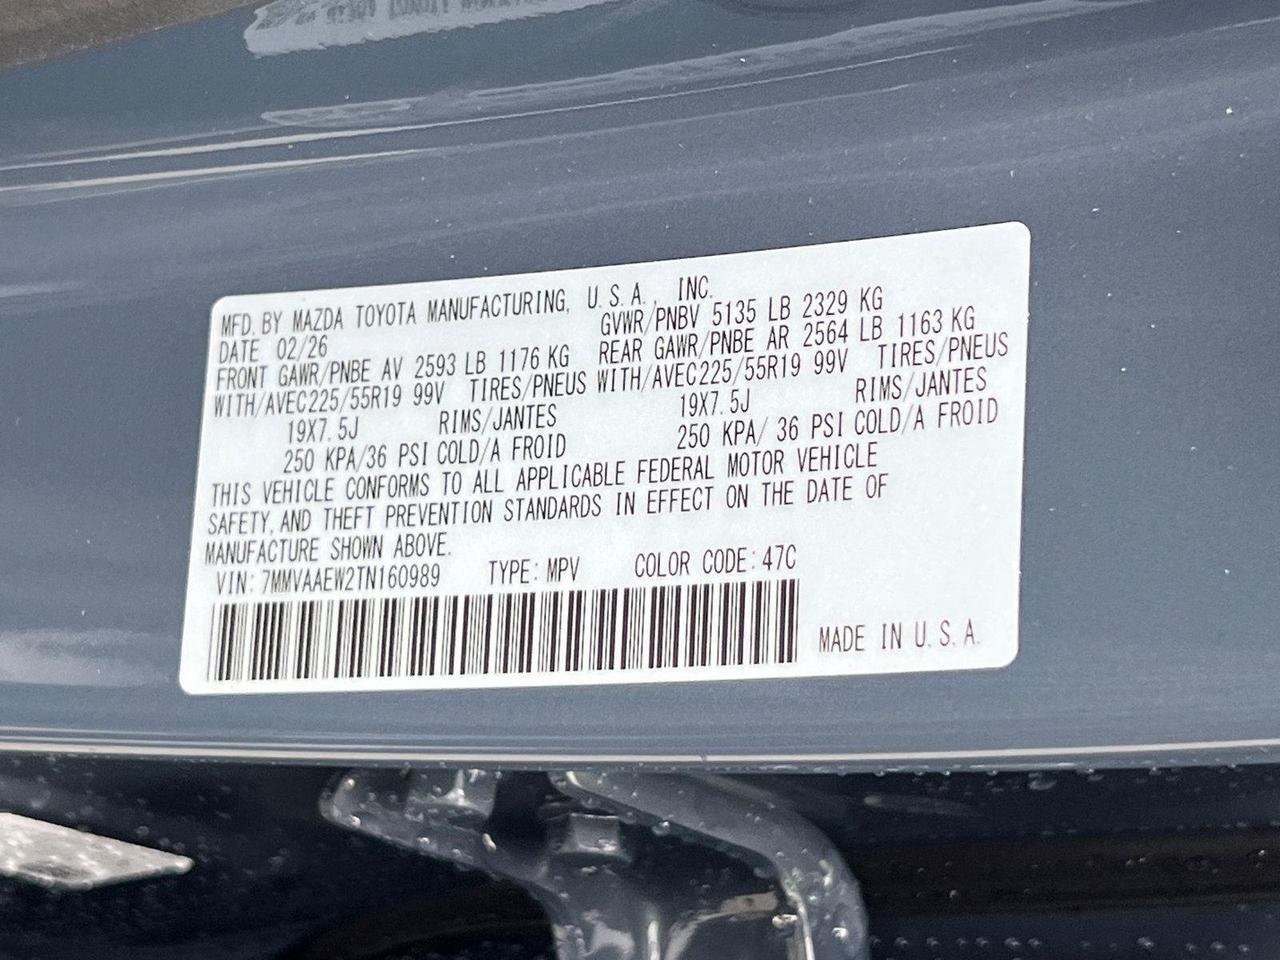 MFD. BY MAZDA TOYOTA MANUFACTURING, U.S.A., INC.
DATE 02/26 GVWR/PNBV 5135 LB 2329 KG
FRONT GAWR/PNBE AV 2593 LB 1176 KG REAR GAWR/PNBE AR 2564 LB 1163 KG
WITH/AVEC225/55R19 99V TIRES/PNEUS WITH/AVEC225/55R19 99V TIRES/PNEUS
19X7.5J RIMS/JANTES 19X7.5J RIMS/JANTES
250 KPA/36 PSI COLD/A FROID 250 KPA/ 36 PSI COLD/A FROID
THIS VEHICLE CONFORMS TO ALL APPLICABLE FEDERAL MOTOR VEHICLE
SAFETY, AND THEFT PREVENTION STANDARDS IN EFFECT ON THE DATE OF
MANUFACTURE SHOWN ABOVE.
VIN: 7MMVAAEW2TN160989 TYPE: MPV COLOR CODE: 47C
MADE IN U.S.A.